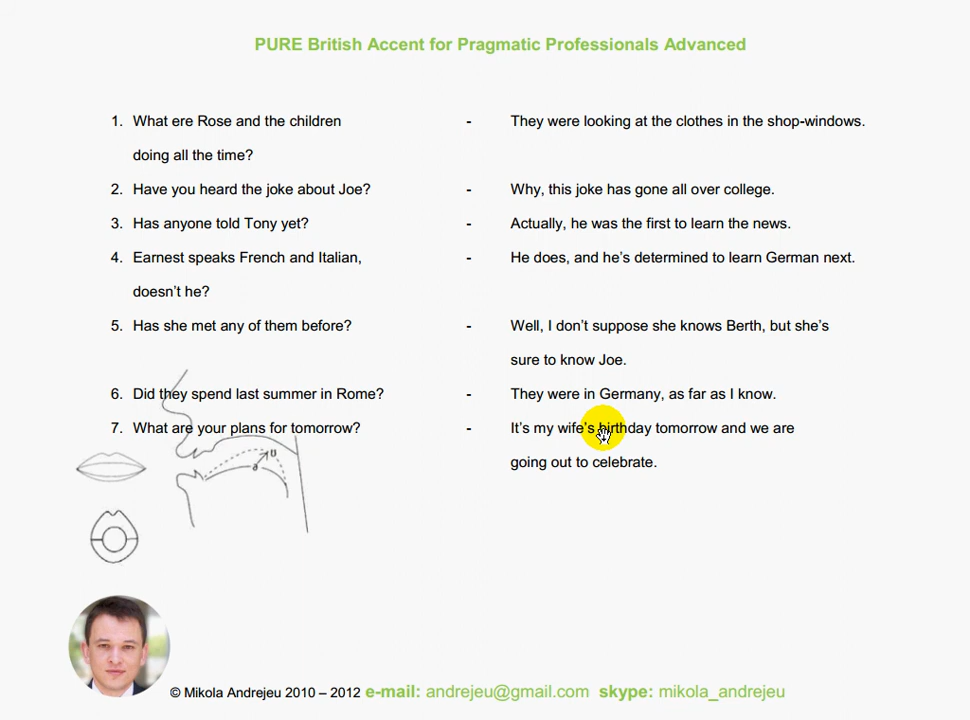 PURE British Accent for Pragmatic Professionals Advanced
1. What ere Rose and the children - They were looking at the clothes in the shop-windows.
doing all the time?
2. Have you heard the joke about Joe? - Why, this joke has gone all over college.
3. Has anyone told Tony yet? - Actually, he was the first to learn the news.
4. Earnest speaks French and Italian, - He does, and he's determined to learn German next.
doesn't he?
5. Has she met any of them before? - Well, I don't suppose she knows Berth, but she's
sure to know Joe.
6. Did they spend last summer in Rome? - They were in Germany, as far as I know.
7. What are your plans for tomorrow? - It's my wife's birthday tomorrow and we are
going out to celebrate.
© Mikola Andrejeu 2010 – 2012 e-mail: andrejeu@gmail.com skype: mikola_andrejeu